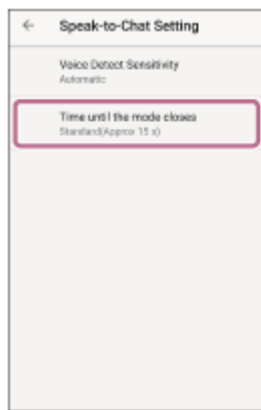 Speak-to-Chat Setting
Voice Detect Sensitivity
Automatic
Time until the mode closes
Standard(Approx 15 s)